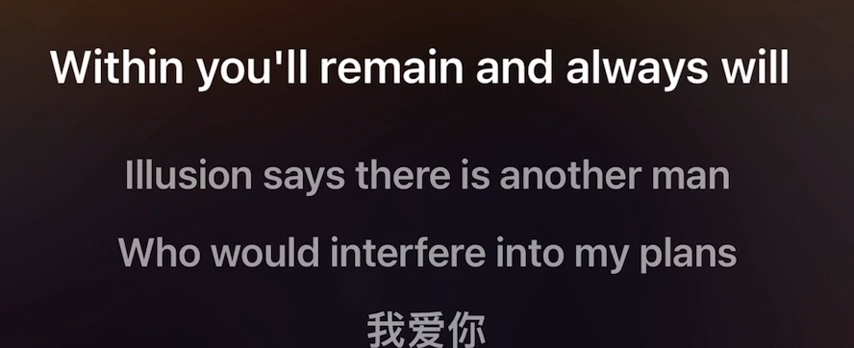 Within you'll remain and always will
Illusion says there is another man
Who would interfere into my plans
我爱你